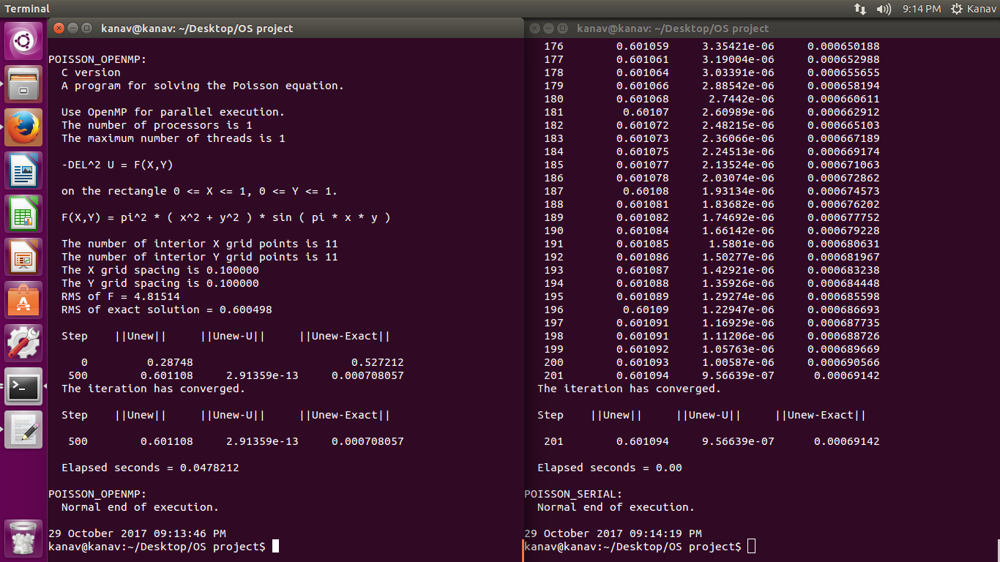 Terminal
9:14 PM Kanav
kanav@kanav: ~/Desktop/OS project
POISSON_OPENMP:
C version
A program for solving the Poisson equation.
Use OpenMP for parallel execution.
The number of processors is 1
The maximum number of threads is 1
-DEL^2 U = F(X,Y)
on the rectangle 0 <= X <= 1, 0 <= Y <= 1.
F(X,Y) = pi^2 * ( x^2 + y^2 ) * sin ( pi * x * y )
The number of interior X grid points is 11
The number of interior Y grid points is 11
The X grid spacing is 0.100000
The Y grid spacing is 0.100000
RMS of F = 4.81514
RMS of exact solution = 0.600498
Step ||Unew|| ||Unew-U|| ||Unew-Exact||
0 0.28748 0.527212
500 0.601108 2.91359e-13 0.000708057
The iteration has converged.
Step ||Unew|| ||Unew-U|| ||Unew-Exact||
500 0.601108 2.91359e-13 0.000708057
Elapsed seconds = 0.0478212
POISSON_OPENMP:
Normal end of execution.
29 October 2017 09:13:46 PM
kanav@kanav:~/Desktop/OS project$
kanav@kanav: ~/Desktop/OS project
176 0.601059 3.35421e-06 0.000650188
177 0.601061 3.19004e-06 0.000652988
178 0.601064 3.03391e-06 0.000655655
179 0.601066 2.88542e-06 0.000658194
180 0.601068 2.7442e-06 0.000660611
181 0.60107 2.60989e-06 0.000662912
182 0.601072 2.48215e-06 0.000665103
183 0.601073 2.36066e-06 0.000667189
184 0.601075 2.24513e-06 0.000669174
185 0.601077 2.13524e-06 0.000671063
186 0.601078 2.03074e-06 0.000672862
187 0.60108 1.93134e-06 0.000674573
188 0.601081 1.83682e-06 0.000676202
189 0.601082 1.74692e-06 0.000677752
190 0.601084 1.66142e-06 0.000679228
191 0.601085 1.5801e-06 0.000680631
192 0.601086 1.50277e-06 0.000681967
193 0.601087 1.42921e-06 0.000683238
194 0.601088 1.35926e-06 0.000684448
195 0.601089 1.29274e-06 0.000685598
196 0.60109 1.22947e-06 0.000686693
197 0.601091 1.16929e-06 0.000687735
198 0.601091 1.11206e-06 0.000688726
199 0.601092 1.05763e-06 0.000689669
200 0.601093 1.00587e-06 0.000690566
201 0.601094 9.56639e-07 0.00069142
The iteration has converged.
Step ||Unew|| ||Unew-U|| ||Unew-Exact||
201 0.601094 9.56639e-07 0.00069142
Elapsed seconds = 0.00
POISSON_SERIAL:
Normal end of execution.
29 October 2017 09:14:19 PM
kanav@kanav:~/Desktop/OS project$